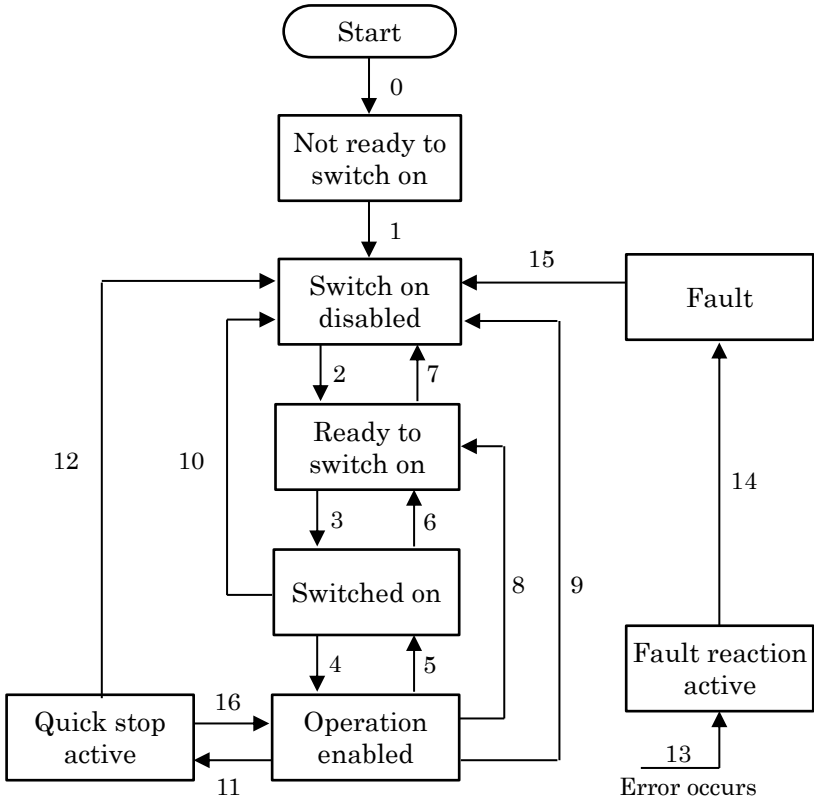 Start
0
Not ready to
switch on
1
15
Switch on
disabled
Fault
2
7
Ready to
switch on
12
10
14
3
6
Switched on
8
9
4
5
Fault reaction
active
16
Quick stop
active
Operation
enabled
13
11
Error occurs